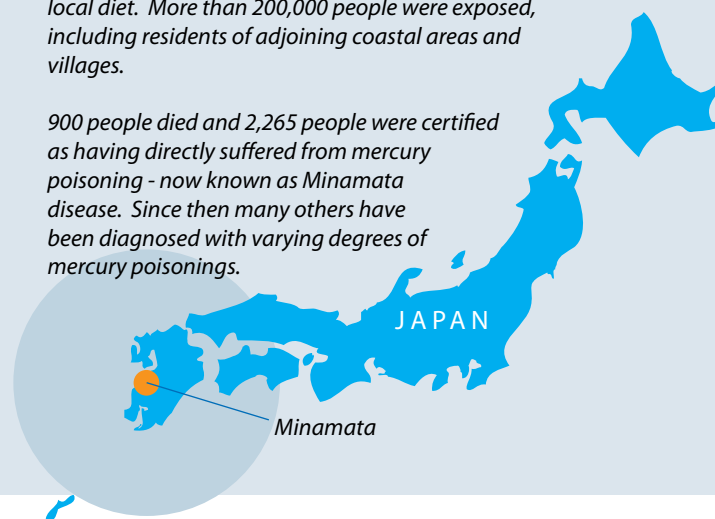 local diet.  More than 200,000 people were exposed,
including residents of adjoining coastal areas and
villages.
900 people died and 2,265 people were certified
as having directly suffered from mercury
poisoning - now known as Minamata
disease.  Since then many others have
been diagnosed with varying degrees of
mercury poisonings.
JAPAN
Minamata